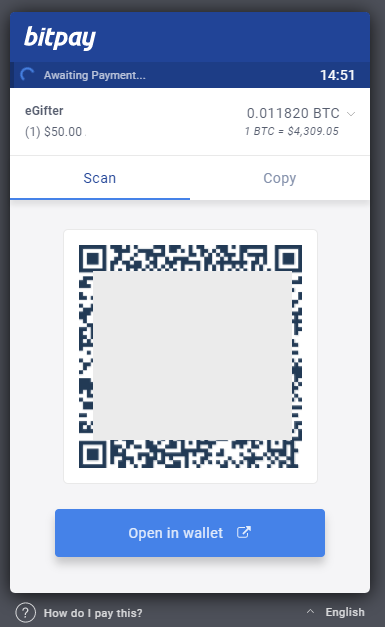 bitpay
Awaiting Payment... 14:51
eGifter 0.011820 BTC
(1) $50.00 1 BTC = $4,309.05
Scan Copy
Open in wallet
? How do I pay this? English